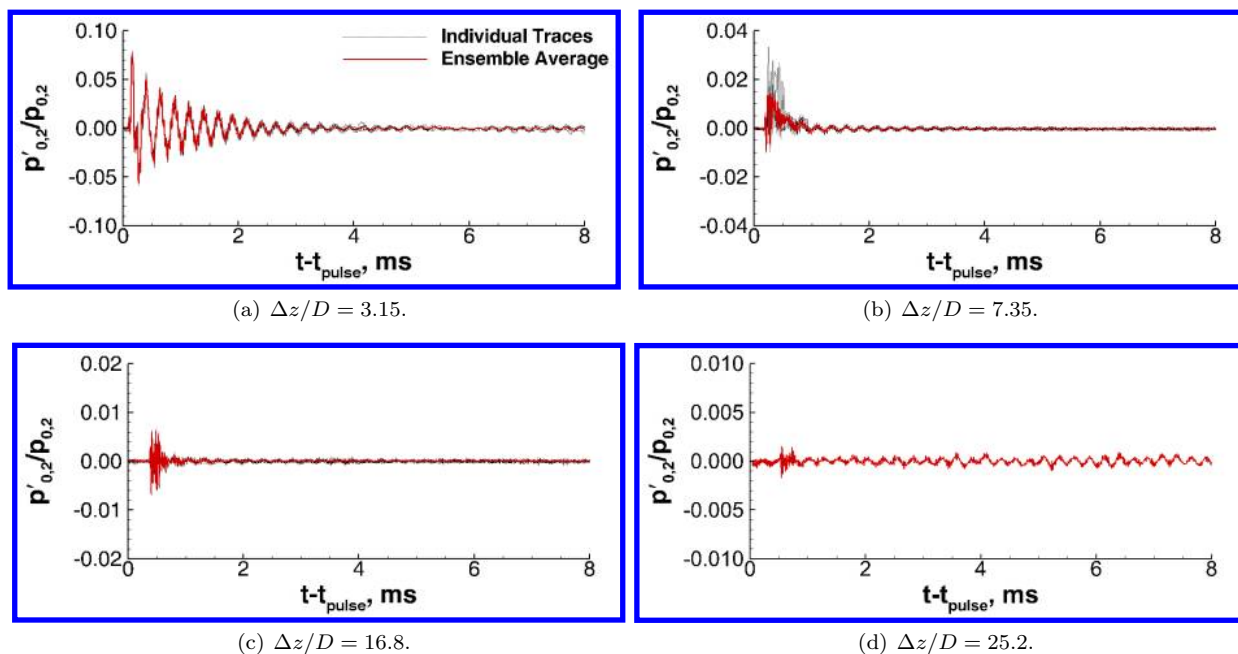 0.10
0.05
0.00
-0.05
-0.10
p′0,2/p0,2
Individual Traces
Ensemble Average
0 2 4 6 8
t-tpulse, ms
(a) Δz/D = 3.15.
0.04
0.02
0.00
-0.02
-0.04
p′0,2/p0,2
0 2 4 6 8
t-tpulse, ms
(b) Δz/D = 7.35.
0.02
0.01
0.00
-0.01
-0.02
p′0,2/p0,2
0 2 4 6 8
t-tpulse, ms
(c) Δz/D = 16.8.
0.010
0.005
0.000
-0.005
-0.010
p′0,2/p0,2
0 2 4 6 8
t-tpulse, ms
(d) Δz/D = 25.2.